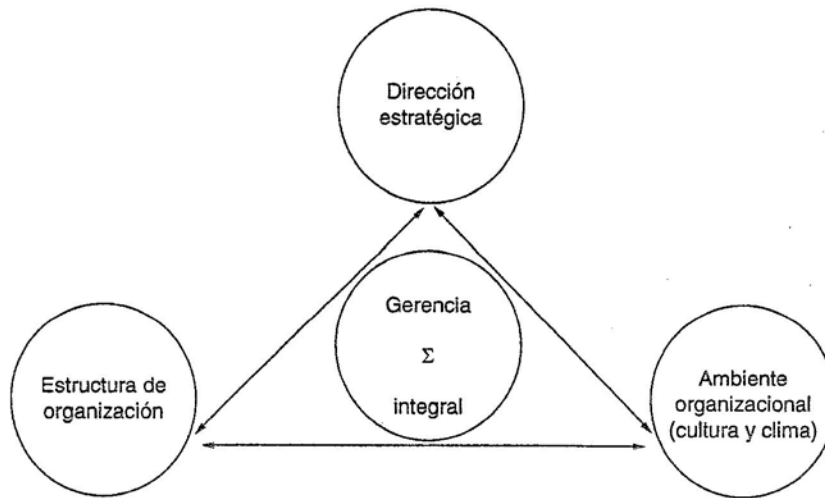 Dirección
estratégica
Gerencia
Σ
integral
Estructura de
organización
Ambiente
organizacional
(cultura y clima)